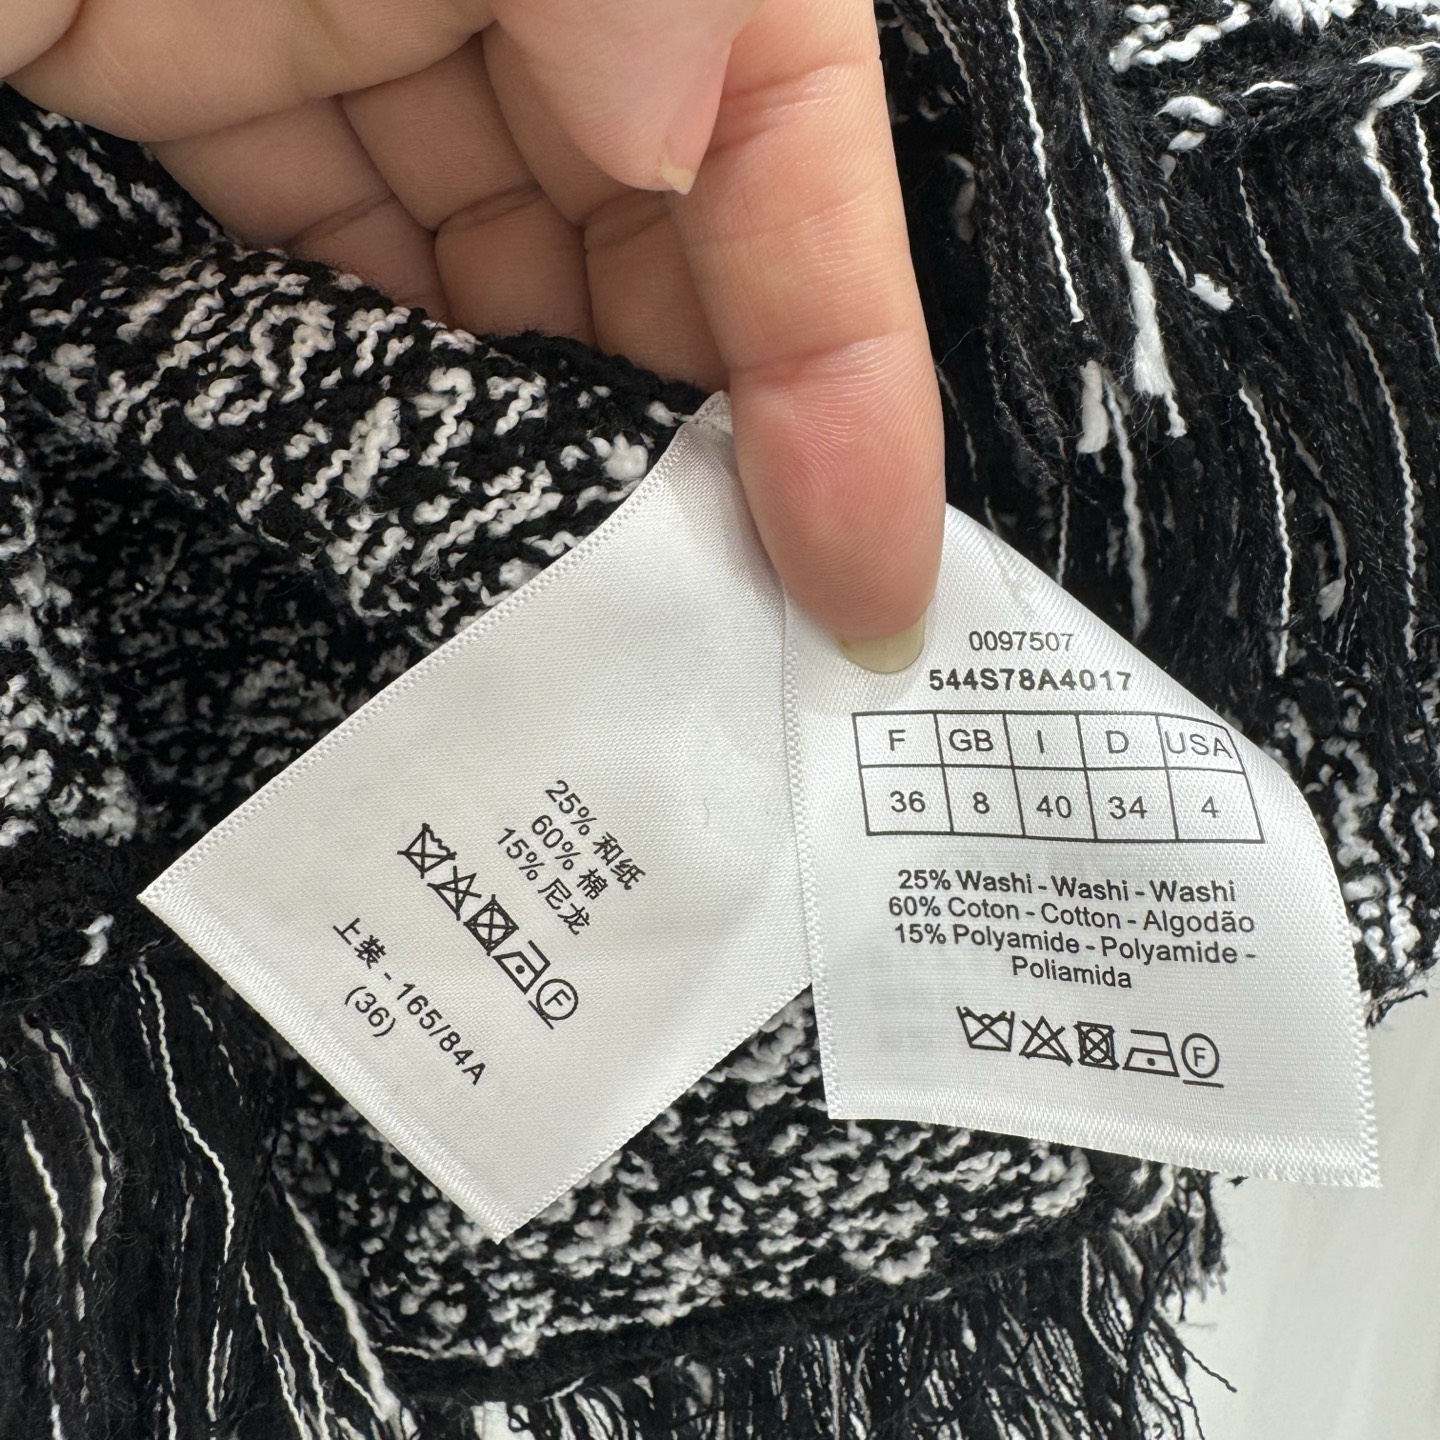 25% 和纸
60% 棉
15% 尼龙
F
上装 - 165/84A
(36)
0097507
544S78A4017
F GB I D USA
36 8 40 34 4
25% Washi - Washi - Washi
60% Coton - Cotton - Algodão
15% Polyamide - Polyamide -
Poliamida
F